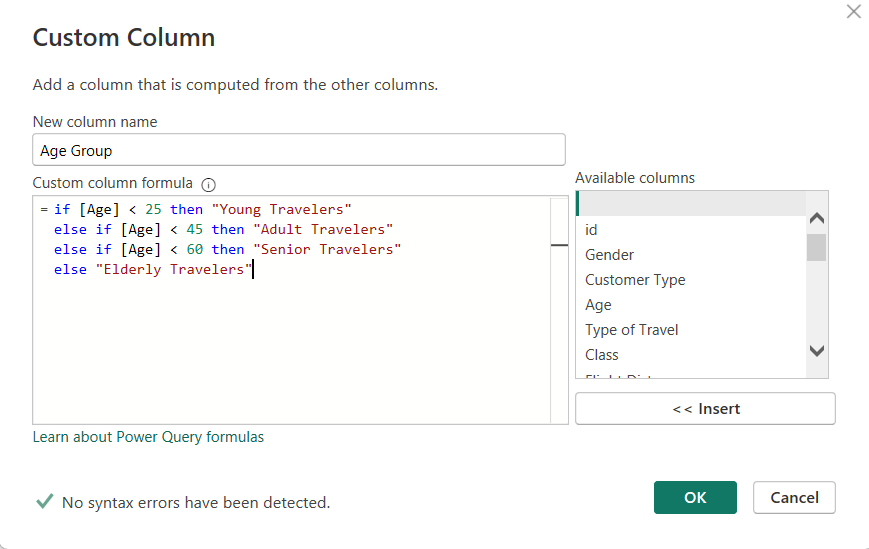 Custom Column
Add a column that is computed from the other columns.
New column name
Age Group
Custom column formula
= if [Age] < 25 then "Young Travelers"
else if [Age] < 45 then "Adult Travelers"
else if [Age] < 60 then "Senior Travelers"
else "Elderly Travelers"
Available columns
id
Gender
Customer Type
Age
Type of Travel
Class
<< Insert
Learn about Power Query formulas
No syntax errors have been detected.
OK
Cancel